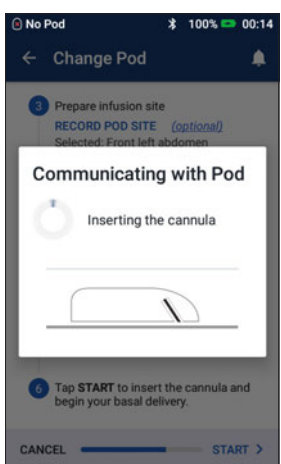 No Pod 100% 00:14
Change Pod
3 Prepare infusion site
RECORD POD SITE (optional)
Selected: Front left abdomen
Communicating with Pod
Inserting the cannula
6 Tap START to insert the cannula and
begin your basal delivery.
CANCEL START >